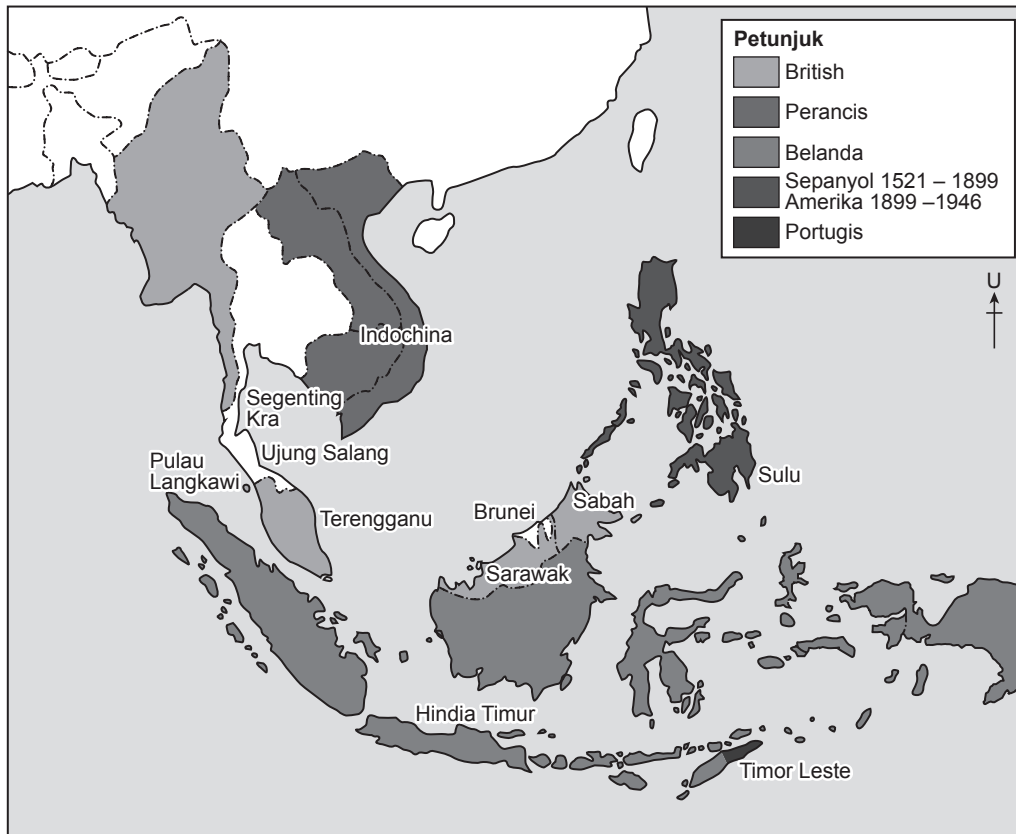 Petunjuk
British
Perancis
Belanda
Sepanyol 1521 – 1899
Amerika 1899 –1946
Portugis
U
Indochina
Segenting
Kra
Ujung Salang
Pulau
Langkawi
Terengganu
Brunei
Sabah
Sulu
Sarawak
Hindia Timur
Timor Leste